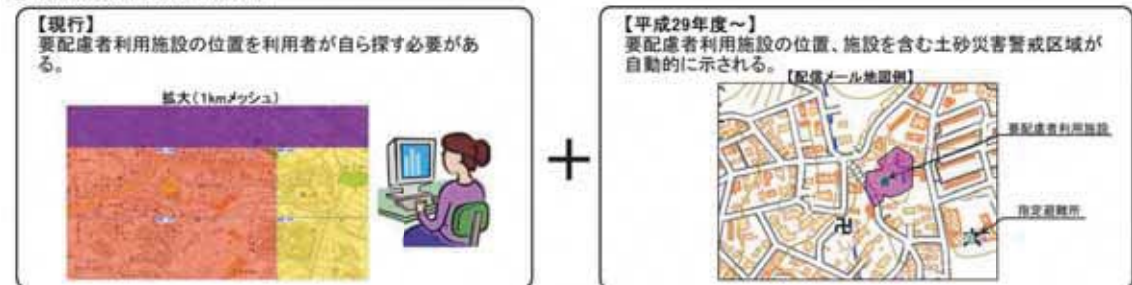 【現行】
要配慮者利用施設の位置を利用者が自ら探す必要があ
る。
拡大(1kmメッシュ)
【平成29年度～】
要配慮者利用施設の位置、施設を含む土砂災害警戒区域が
自動的に示される。
【配信メール地図例】
+
要配慮者利用施設
指定避難所
卍